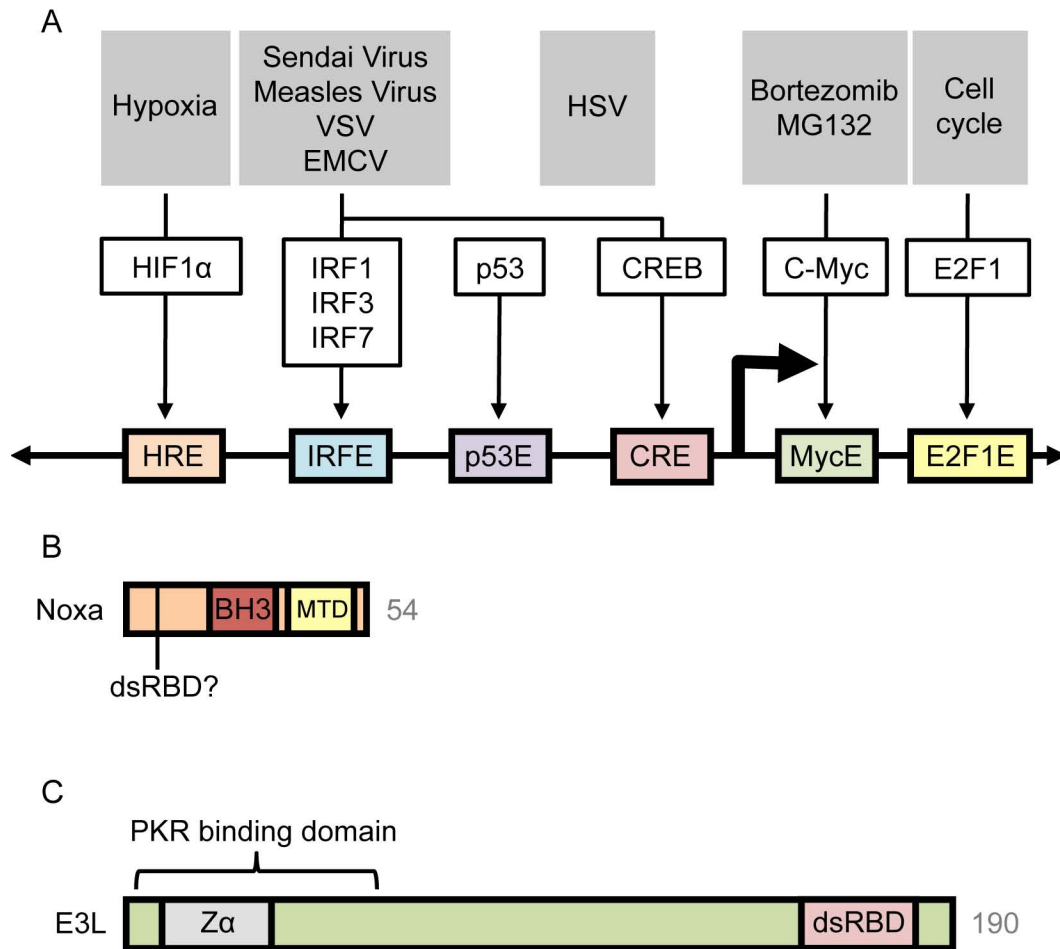 A
Hypoxia
Sendai Virus
Measles Virus
VSV
EMCV
HSV
Bortezomib
MG132
Cell
cycle
HIF1α
IRF1
IRF3
IRF7
p53
CREB
C-Myc
E2F1
HRE
IRFE
p53E
CRE
MycE
E2F1E
B
Noxa
BH3
MTD
54
dsRBD?
C
PKR binding domain
E3L
Zα
dsRBD
190